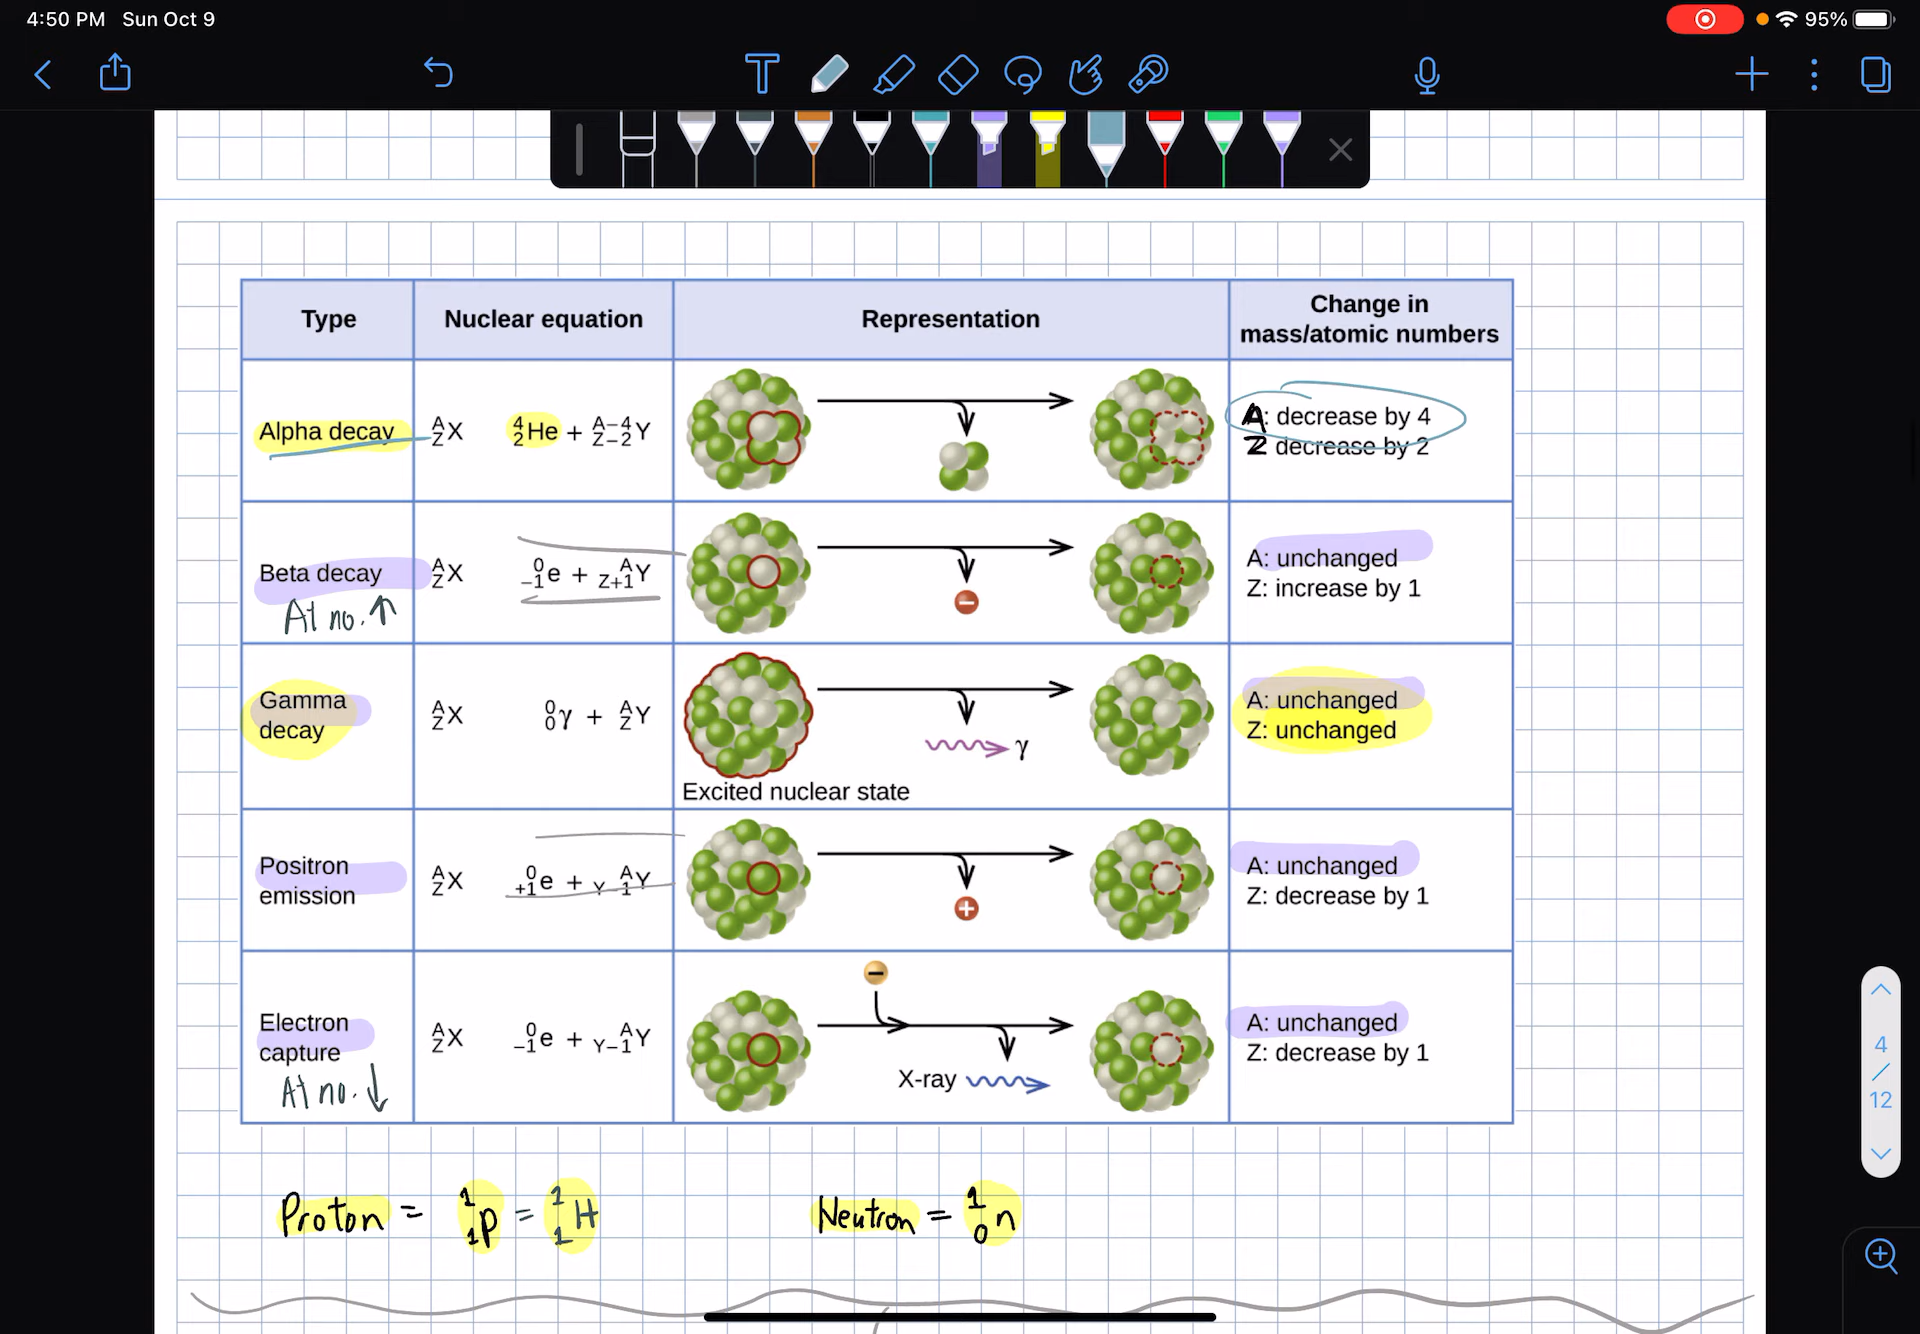 4:50 PM Sun Oct 9
95%
T
Type
Nuclear equation
Representation
Change in
mass/atomic numbers
Alpha decay
A/Z X 4/2 He + A−4/Z−2 Y
A: decrease by 4
Z decrease by 2
Beta decay
At no. ↑
A/Z X 0/−1 e + A/Z+1 Y
−
A: unchanged
Z: increase by 1
Gamma
decay
A/Z X 0/0 γ + A/Z Y
γ
Excited nuclear state
A: unchanged
Z: unchanged
Positron
emission
A/Z X 0/+1 e + A/Y−1 Y
+
A: unchanged
Z: decrease by 1
Electron
capture
At no. ↓
A/Z X 0/−1 e + A/Y−1 Y
−
X-ray
A: unchanged
Z: decrease by 1
Proton = 1/1 p = 1/1 H
Neutron = 1/0 n
4
/
12